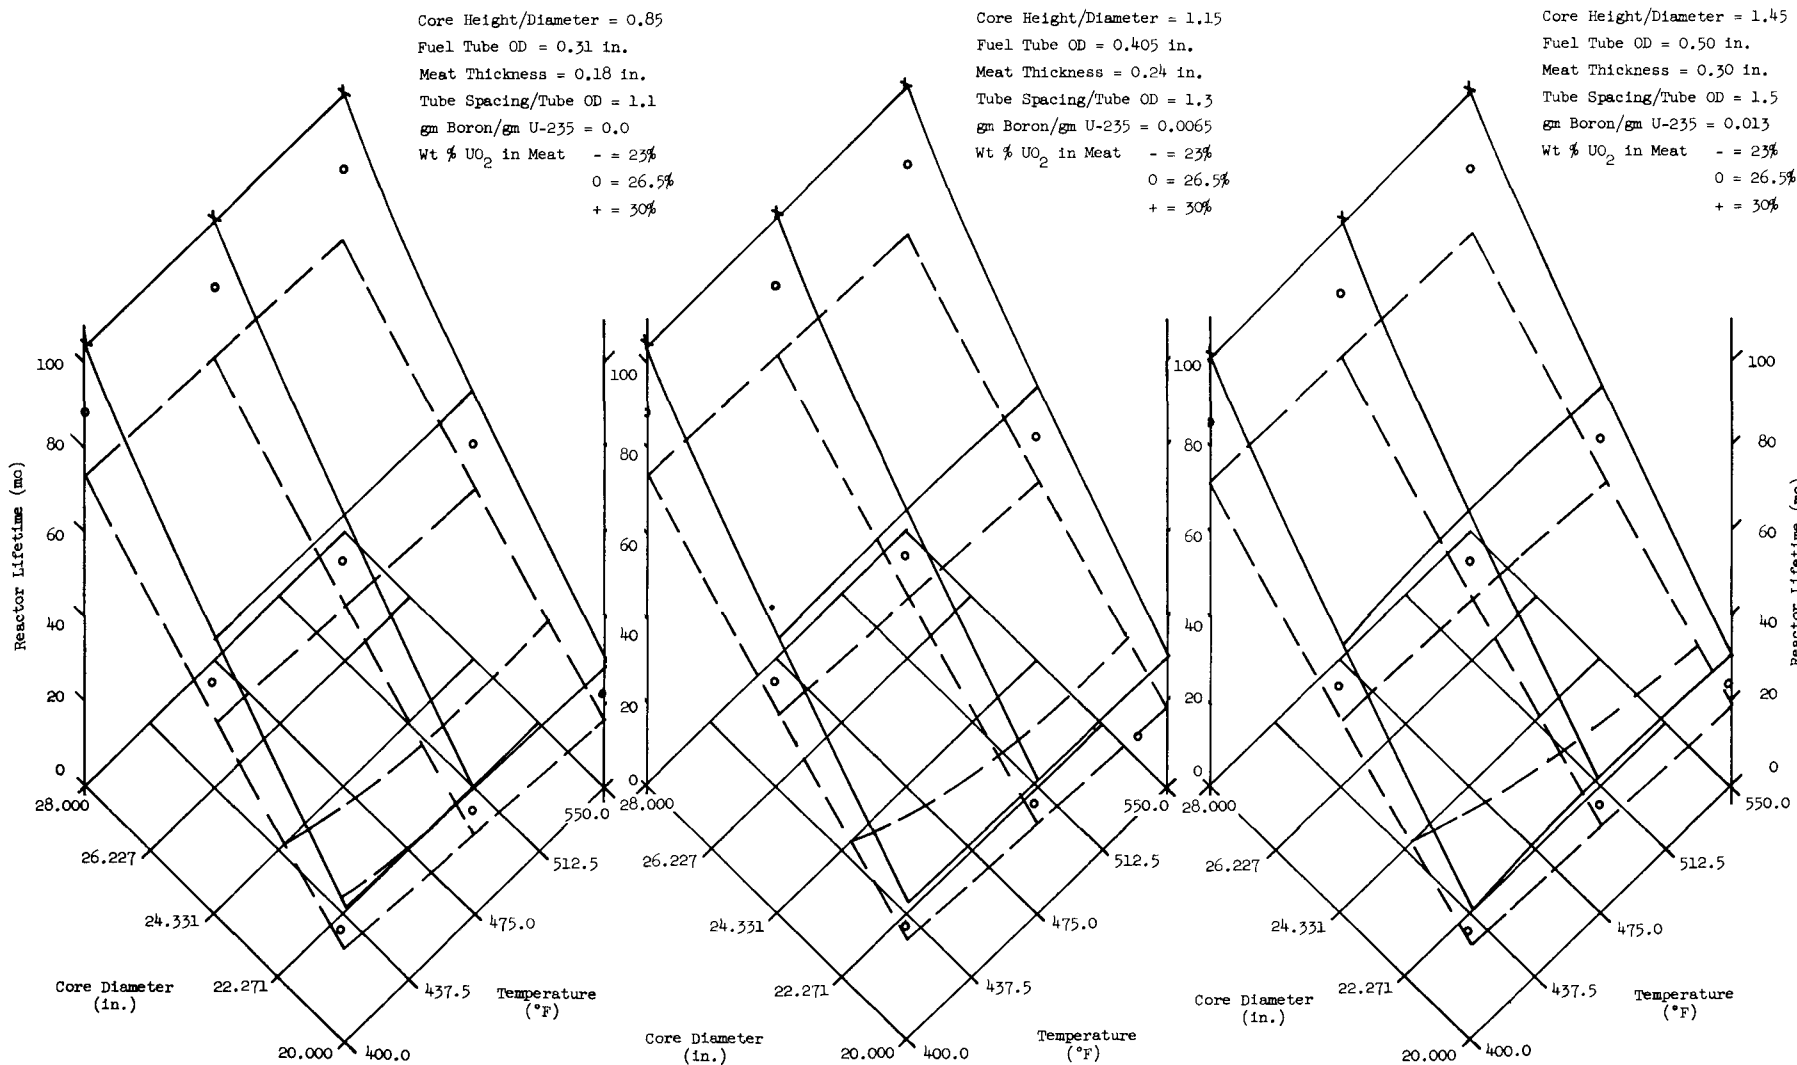 Core Height/Diameter = 0.85
Fuel Tube OD = 0.31 in.
Meat Thickness = 0.18 in.
Tube Spacing/Tube OD = 1.1
gm Boron/gm U-235 = 0.0
Wt % UO2 in Meat - = 23%
O = 26.5%
+ = 30%
Core Height/Diameter = 1.15
Fuel Tube OD = 0.405 in.
Meat Thickness = 0.24 in.
Tube Spacing/Tube OD = 1.3
gm Boron/gm U-235 = 0.0065
Wt % UO2 in Meat - = 23%
O = 26.5%
+ = 30%
Core Height/Diameter = 1.45
Fuel Tube OD = 0.50 in.
Meat Thickness = 0.30 in.
Tube Spacing/Tube OD = 1.5
gm Boron/gm U-235 = 0.013
Wt % UO2 in Meat - = 23%
O = 26.5%
+ = 30%
Reactor Lifetime (mo)
100
80
60
40
20
0
28.000
26.227
24.331
22.271
20.000
Core Diameter
(in.)
400.0
437.5
475.0
512.5
550.0
Temperature
(°F)
100
80
60
40
20
0
28.000
26.227
24.331
22.271
20.000
Core Diameter
(in.)
400.0
437.5
475.0
512.5
550.0
Temperature
(°F)
100
80
60
40
20
0
28.000
26.227
24.331
22.271
20.000
Core Diameter
(in.)
400.0
437.5
475.0
512.5
550.0
Temperature
(°F)
100
80
60
40
20
0
Reactor Lifetime (mo)